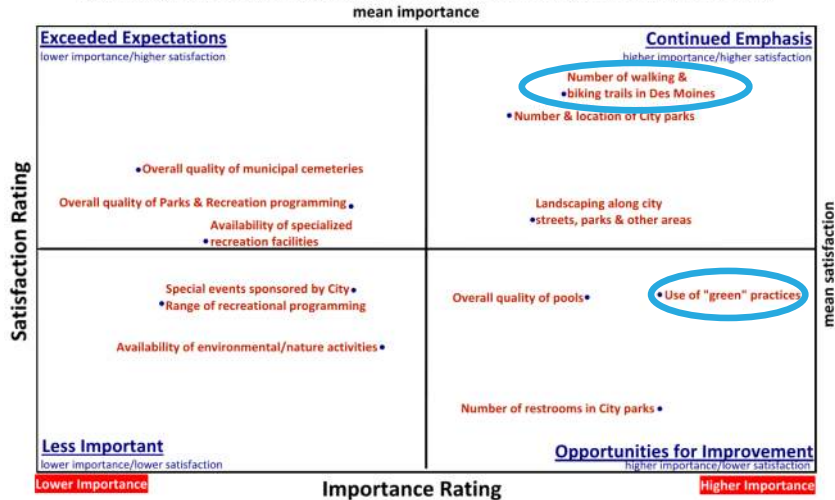 mean importance
Exceeded Expectations
lower importance/higher satisfaction
Continued Emphasis
higher importance/higher satisfaction
Number of walking &
biking trails in Des Moines
Number & location of City parks
Overall quality of municipal cemeteries
Overall quality of Parks & Recreation programming
Landscaping along city
streets, parks & other areas
Availability of specialized
recreation facilities
Satisfaction Rating
mean satisfaction
Special events sponsored by City
Range of recreational programming
Overall quality of pools
Use of "green" practices
Availability of environmental/nature activities
Number of restrooms in City parks
Less Important
lower importance/lower satisfaction
Opportunities for Improvement
higher importance/lower satisfaction
Lower Importance
Importance Rating
Higher Importance